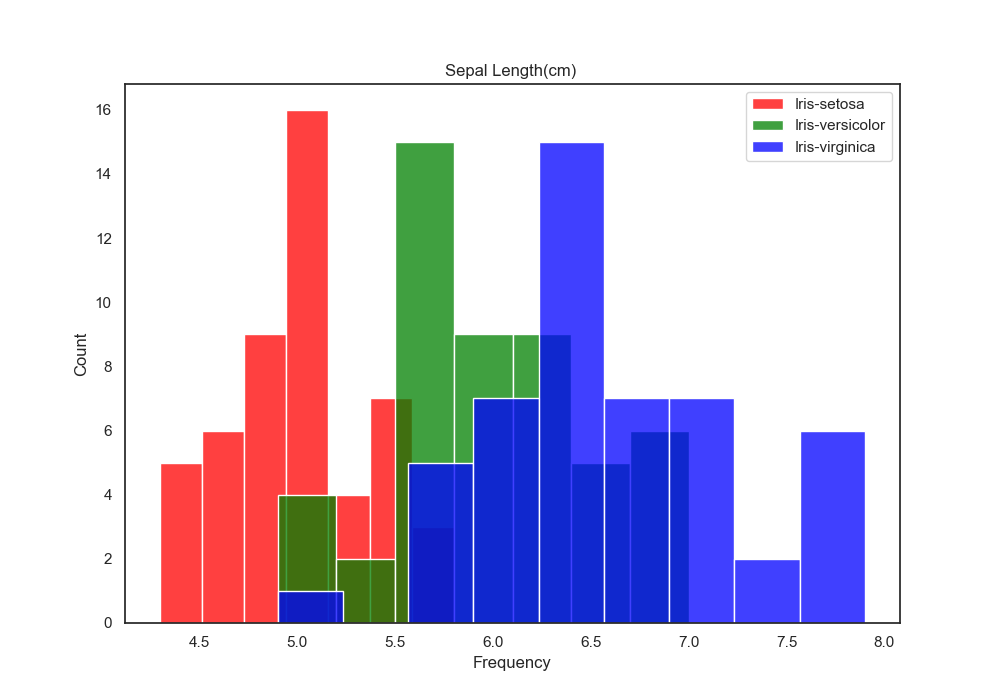 Sepal Length(cm)
Iris-setosa
Iris-versicolor
Iris-virginica
Count
16
14
12
10
8
6
4
2
0
4.5 5.0 5.5 6.0 6.5 7.0 7.5 8.0
Frequency